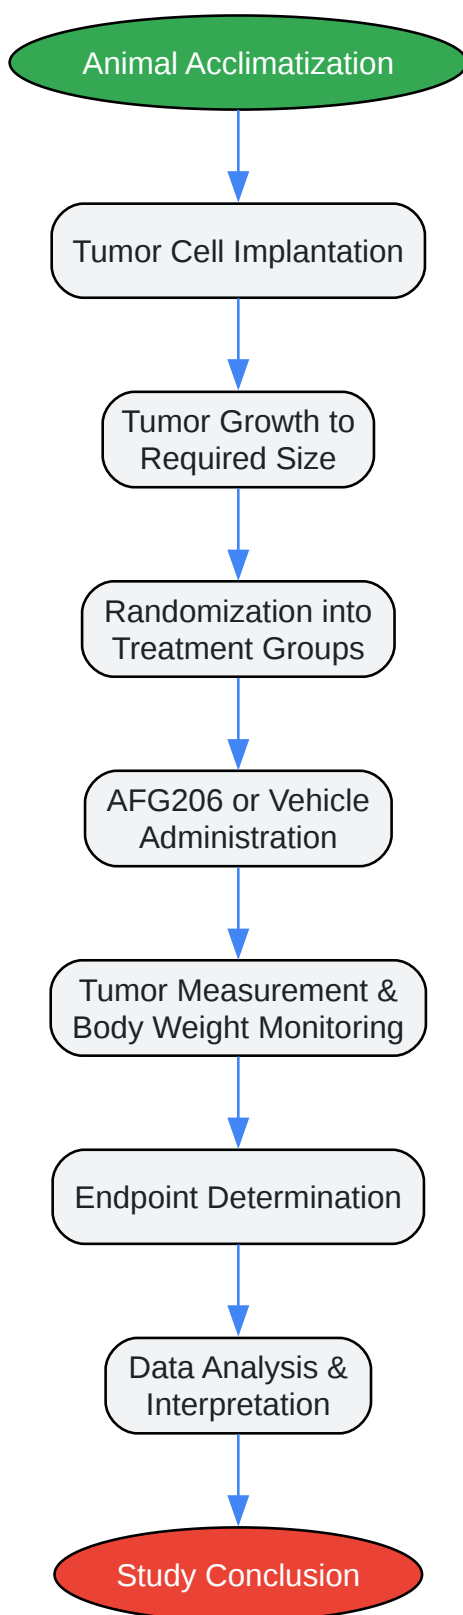 Animal Acclimatization
Tumor Cell Implantation
Tumor Growth to
Required Size
Randomization into
Treatment Groups
AFG206 or Vehicle
Administration
Tumor Measurement &
Body Weight Monitoring
Endpoint Determination
Data Analysis &
Interpretation
Study Conclusion